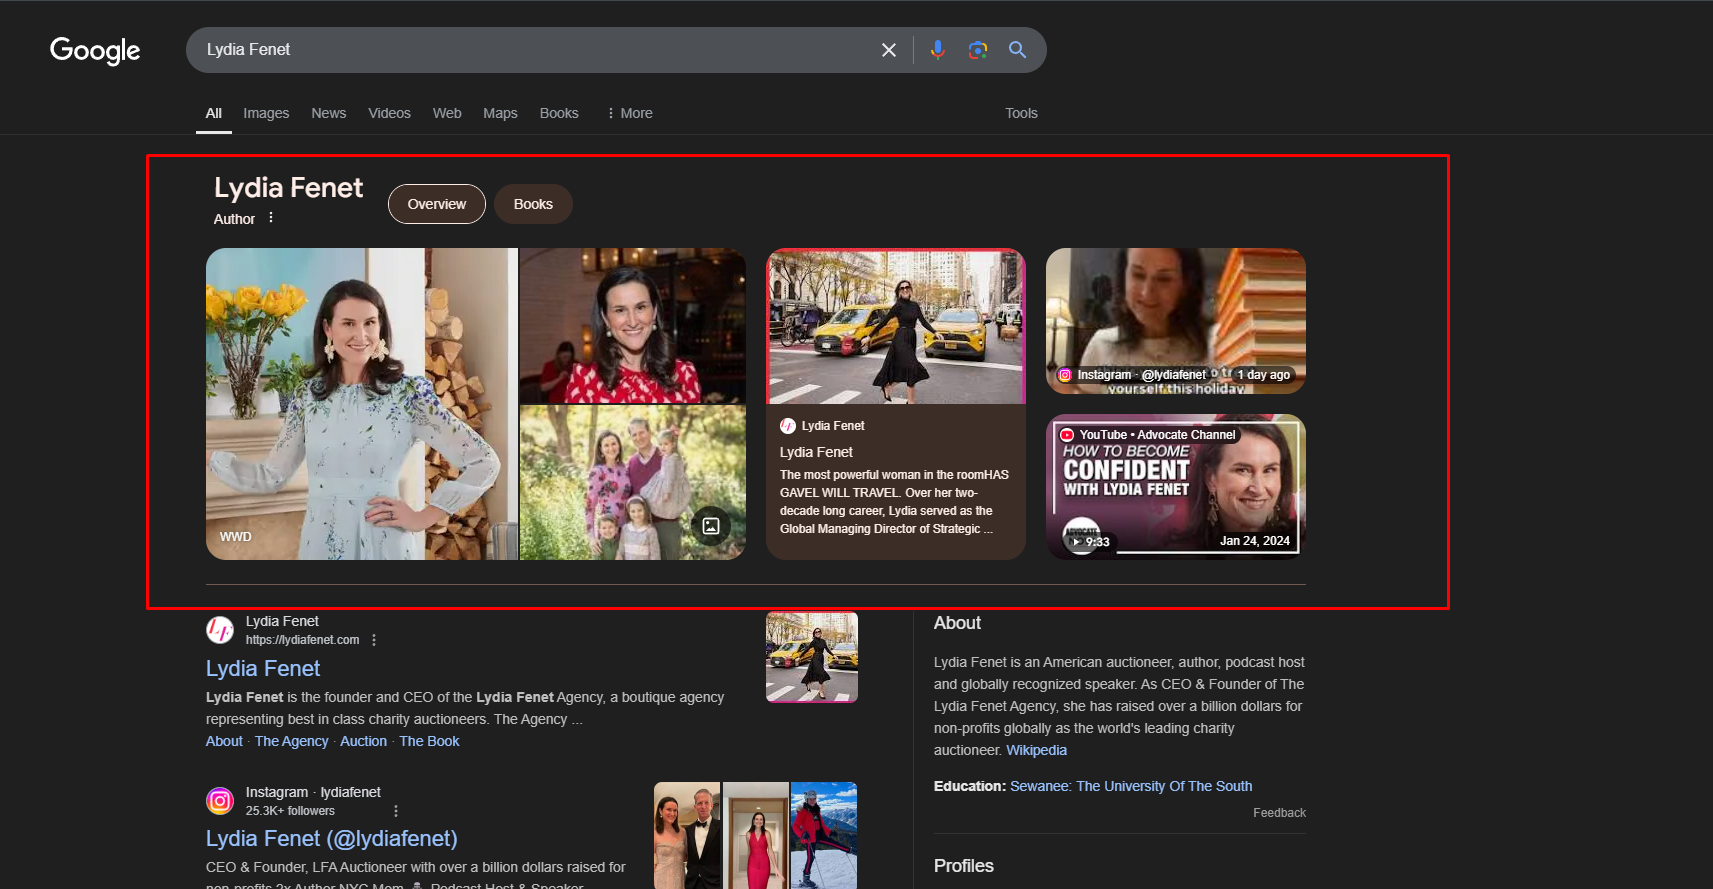 Google
Lydia Fenet
All
Images
News
Videos
Web
Maps
Books
More
Tools
Lydia Fenet
Author
Overview
Books
WWD
Lydia Fenet
Lydia Fenet
The most powerful woman in the roomHAS
GAVEL WILL TRAVEL. Over her two-
decade long career, Lydia served as the
Global Managing Director of Strategic ...
Instagram · @lydiafenet
1 day ago
yourself this holiday
YouTube • Advocate Channel
HOW TO BECOME
CONFIDENT
WITH LYDIA FENET
9:33
Jan 24, 2024
Lydia Fenet
https://lydiafenet.com
Lydia Fenet
Lydia Fenet is the founder and CEO of the Lydia Fenet Agency, a boutique agency
representing best in class charity auctioneers. The Agency ...
About · The Agency · Auction · The Book
Instagram · lydiafenet
25.3K+ followers
Lydia Fenet (@lydiafenet)
CEO & Founder, LFA Auctioneer with over a billion dollars raised for
non-profits 2x Author NYC Mom Podcast Host & Speaker
About
Lydia Fenet is an American auctioneer, author, podcast host
and globally recognized speaker. As CEO & Founder of The
Lydia Fenet Agency, she has raised over a billion dollars for
non-profits globally as the world's leading charity
auctioneer. Wikipedia
Education: Sewanee: The University Of The South
Feedback
Profiles